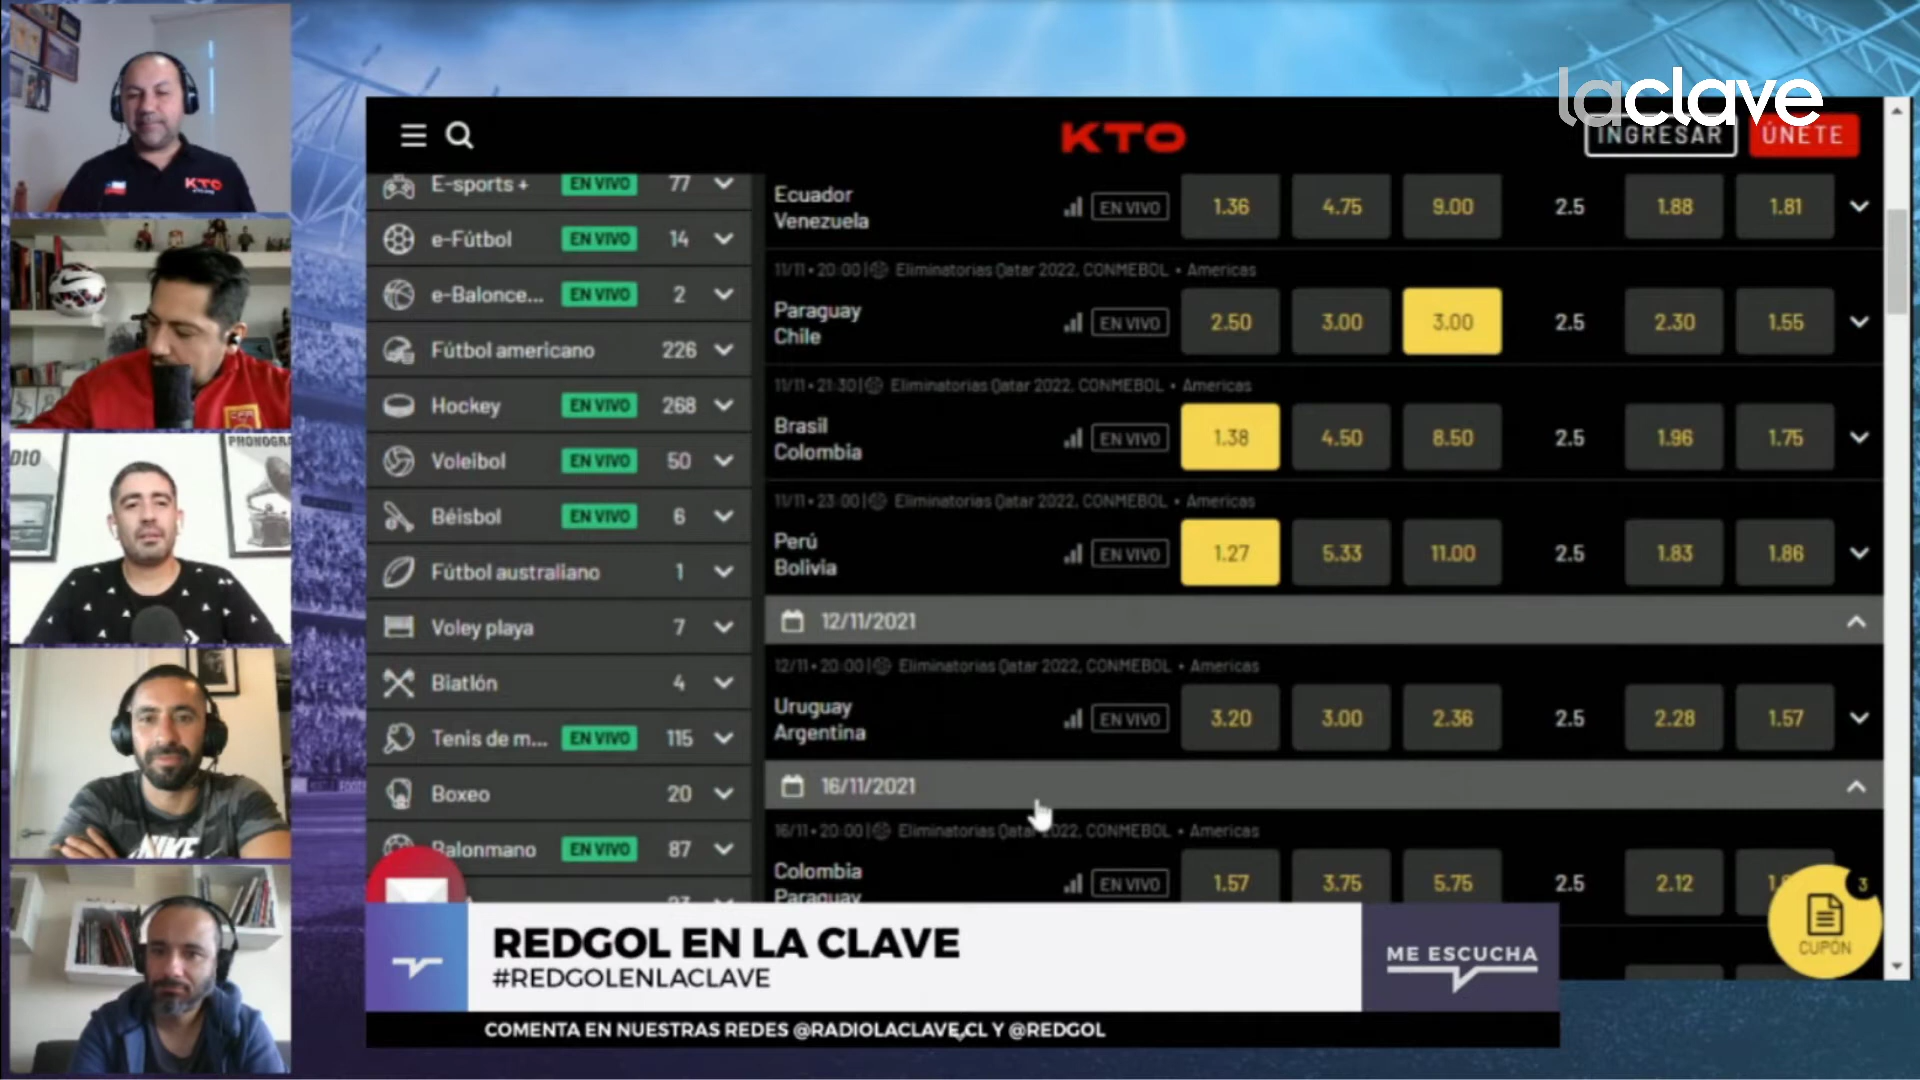 laclave
KTO
INGRESAR
ÚNETE
E-sports + EN VIVO 77
e-Fútbol EN VIVO 14
e-Balonce... EN VIVO 2
Fútbol americano 226
Hockey EN VIVO 268
Voleibol EN VIVO 50
Béisbol EN VIVO 6
Fútbol australiano 1
Voley playa 7
Biatlón 4
Tenis de m... EN VIVO 115
Boxeo 20
Balonmano EN VIVO 87
Ecuador
Venezuela
EN VIVO 1.36 4.75 9.00 2.5 1.88 1.81
11/11 • 20:00 | Eliminatorias Qatar 2022, CONMEBOL • Americas
Paraguay
Chile
EN VIVO 2.50 3.00 3.00 2.5 2.30 1.55
11/11 • 21:30 | Eliminatorias Qatar 2022, CONMEBOL • Americas
Brasil
Colombia
EN VIVO 1.38 4.50 8.50 2.5 1.96 1.75
11/11 • 23:00 | Eliminatorias Qatar 2022, CONMEBOL • Americas
Perú
Bolivia
EN VIVO 1.27 5.33 11.00 2.5 1.83 1.86
12/11/2021
12/11 • 20:00 | Eliminatorias Qatar 2022, CONMEBOL • Americas
Uruguay
Argentina
EN VIVO 3.20 3.00 2.36 2.5 2.28 1.57
16/11/2021
16/11 • 20:00 | Eliminatorias Qatar 2022, CONMEBOL • Americas
Colombia
Paraguay
EN VIVO 1.57 3.75 5.75 2.5 2.12
3
CUPÓN
KTO
DIO
PHONOGRA
NIKE
REDGOL EN LA CLAVE
#REDGOLENLACLAVE
ME ESCUCHA
COMENTA EN NUESTRAS REDES @RADIOLACLAVE.CL Y @REDGOL